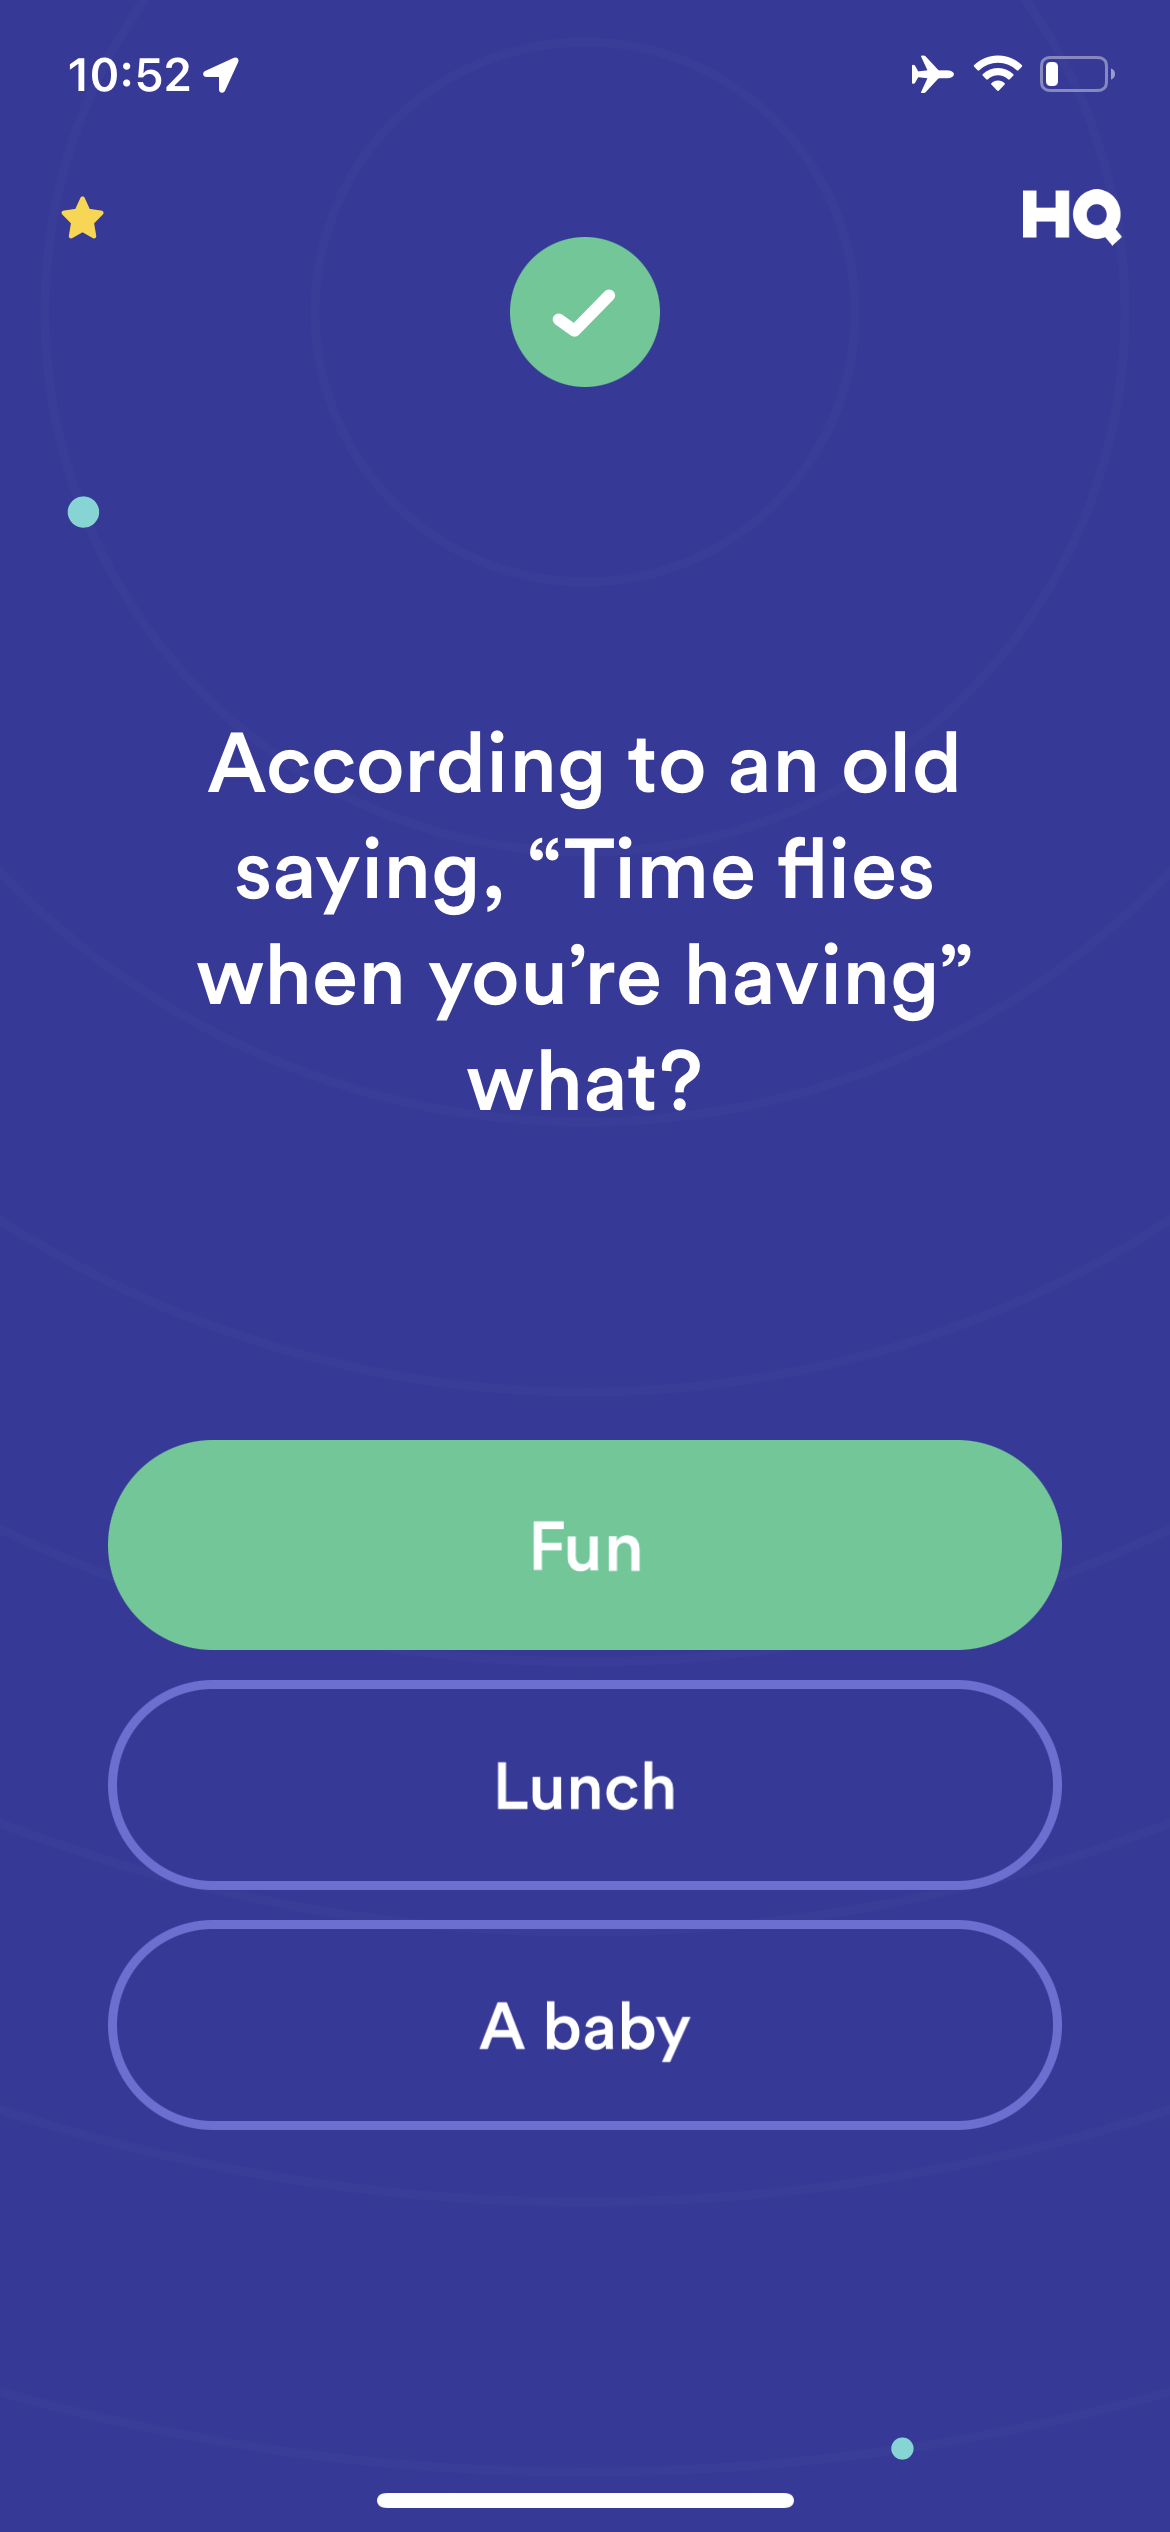 10:52
HQ
According to an old
saying, “Time flies
when you’re having”
what?
Fun
Lunch
A baby